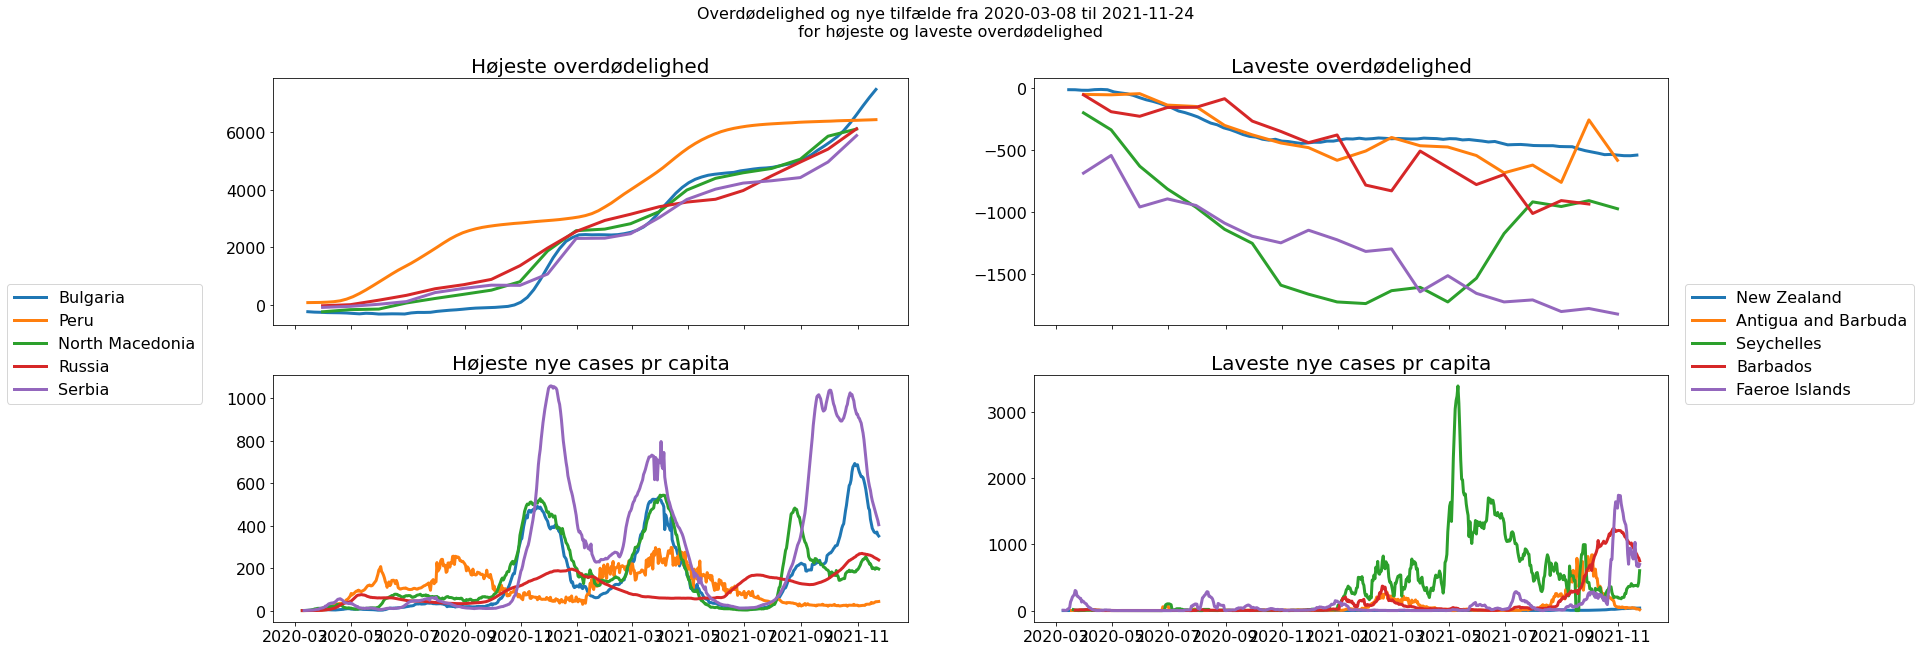 Overdødelighed og nye tilfælde fra 2020-03-08 til 2021-11-24
for højeste og laveste overdødelighed
Højeste overdødelighed
6000
4000
2000
0
Laveste overdødelighed
0
−500
−1000
−1500
Bulgaria
Peru
North Macedonia
Russia
Serbia
New Zealand
Antigua and Barbuda
Seychelles
Barbados
Faeroe Islands
Højeste nye cases pr capita
1000
800
600
400
200
0
2020-03 2020-05 2020-07 2020-09 2020-11 2021-01 2021-03 2021-05 2021-07 2021-09 2021-11
Laveste nye cases pr capita
3000
2000
1000
0
2020-03 2020-05 2020-07 2020-09 2020-11 2021-01 2021-03 2021-05 2021-07 2021-09 2021-11